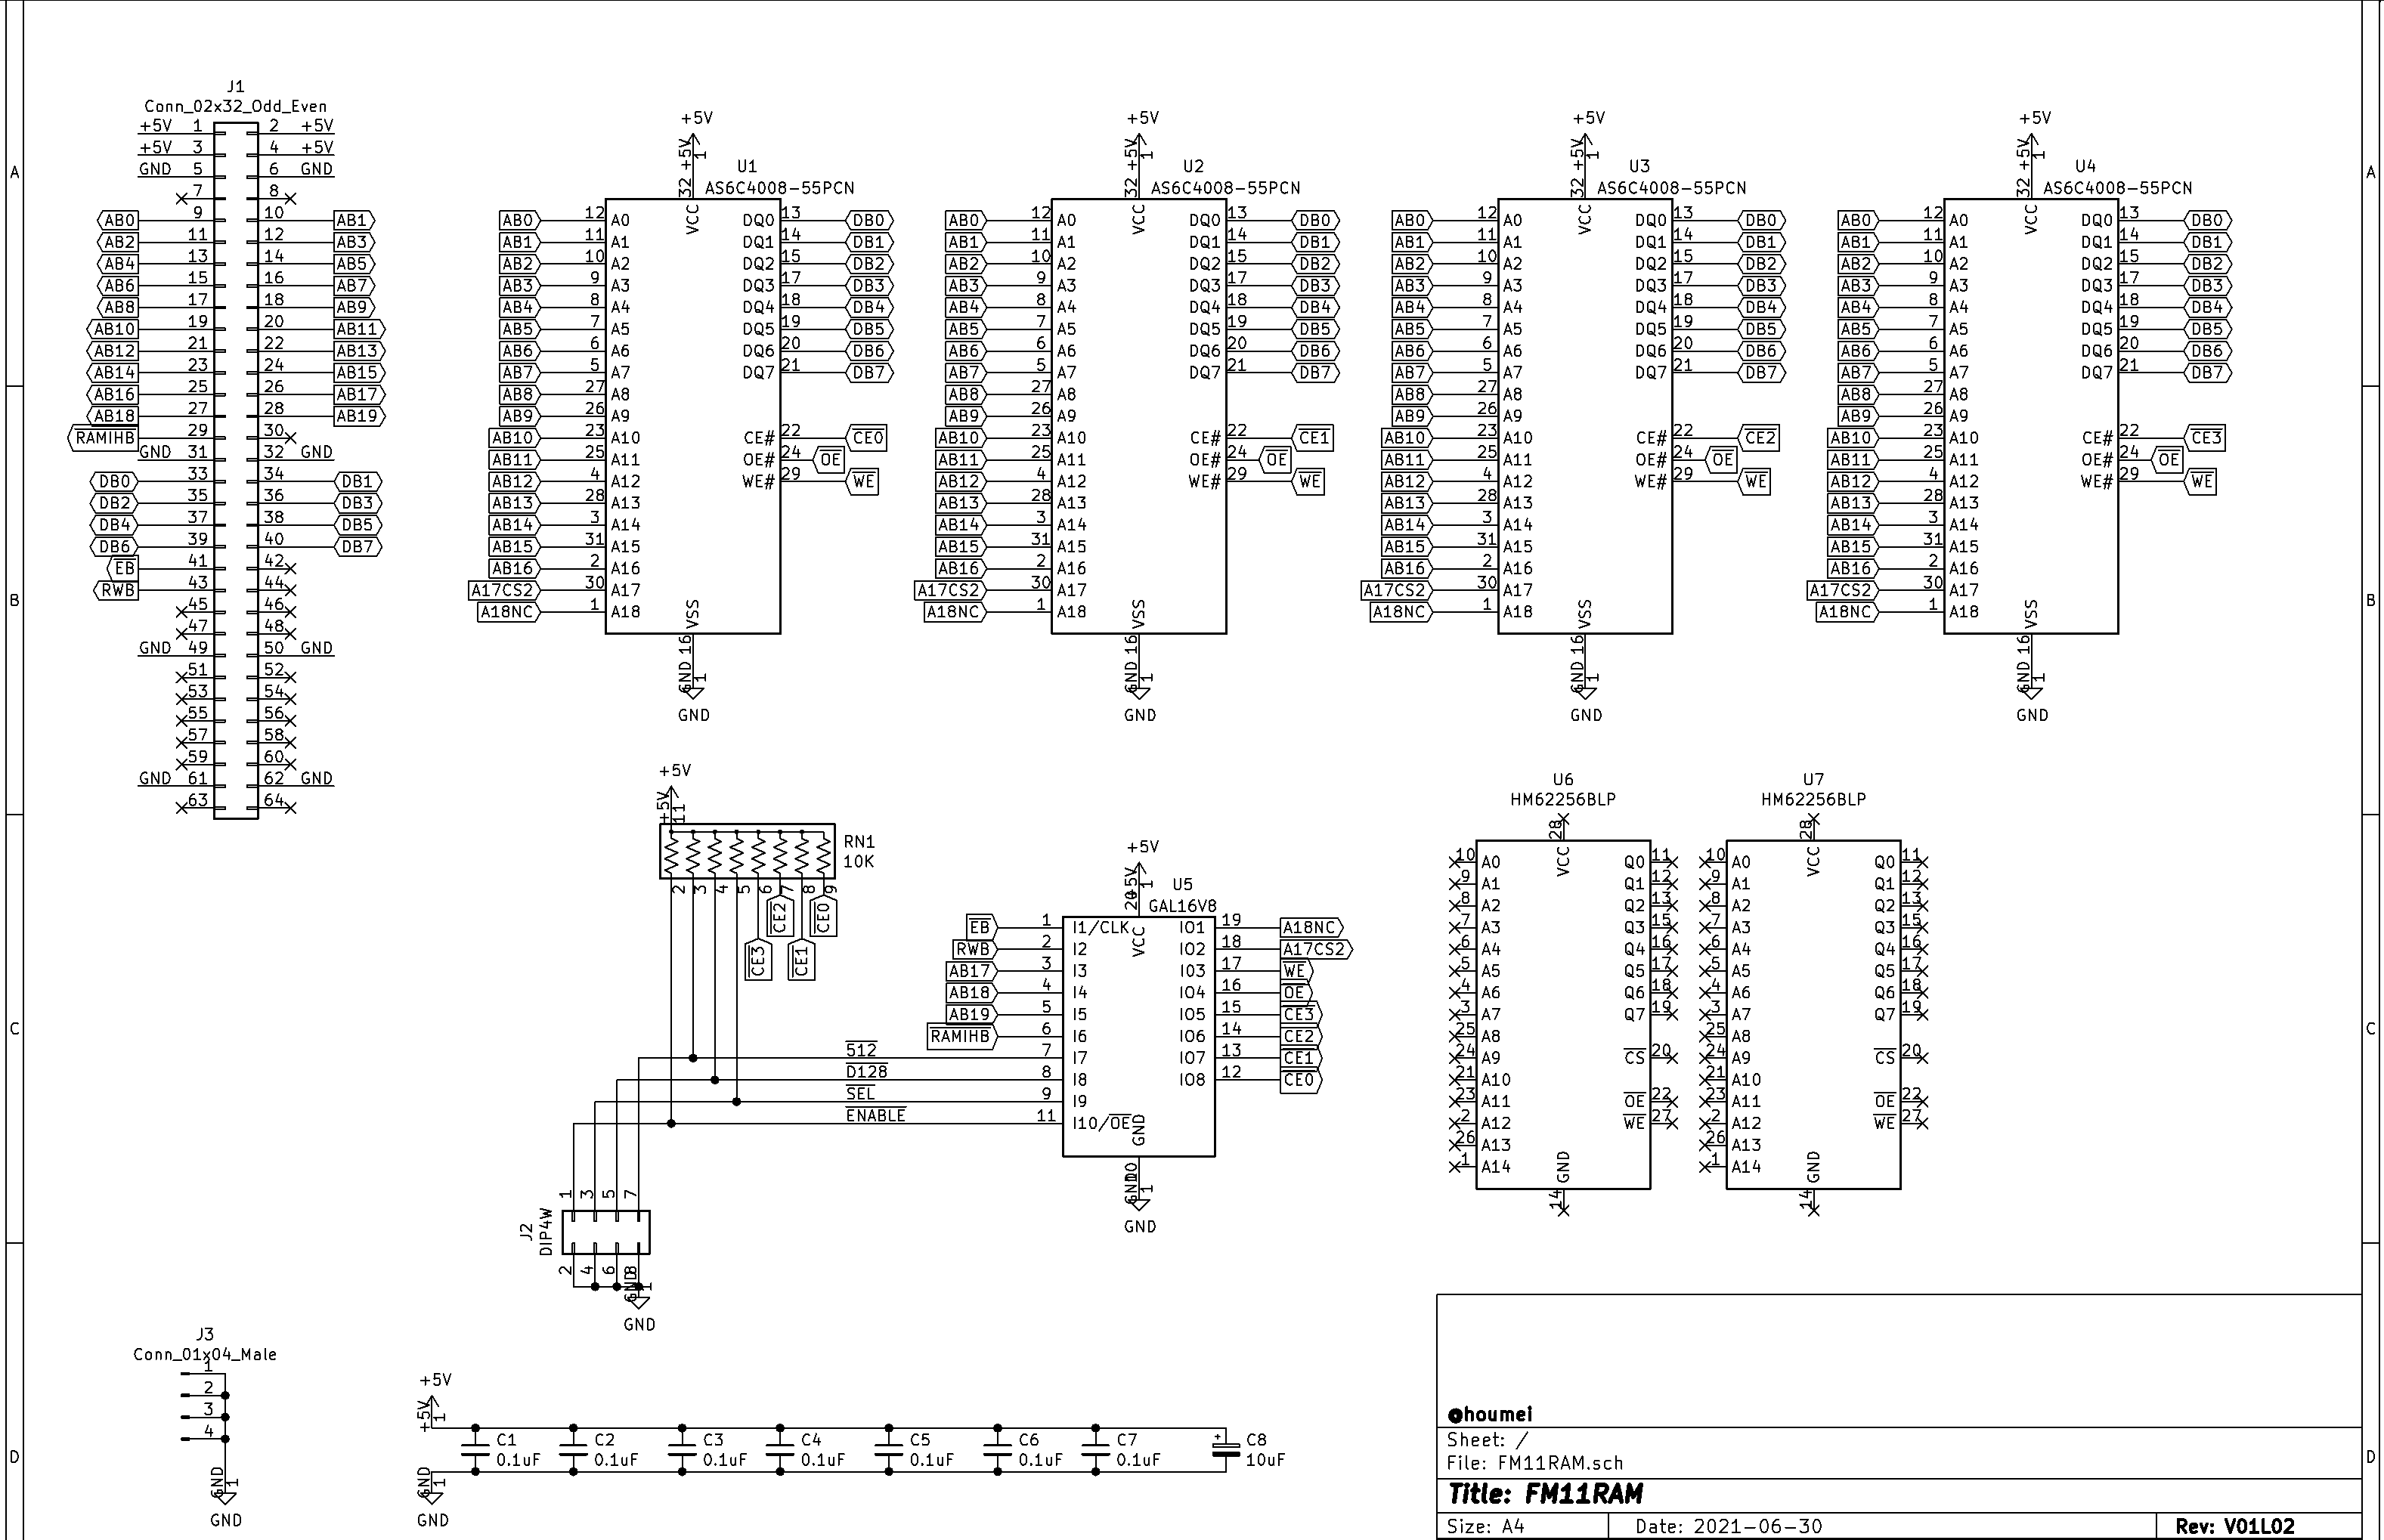 J1
Conn_02x32_Odd_Even
+5V 1 2 +5V
+5V 3 4 +5V
GND 5 6 GND
7 8
AB0 9 10 AB1
AB2 11 12 AB3
AB4 13 14 AB5
AB6 15 16 AB7
AB8 17 18 AB9
AB10 19 20 AB11
AB12 21 22 AB13
AB14 23 24 AB15
AB16 25 26 AB17
AB18 27 28 AB19
RAMIHB 29 30
GND 31 32 GND
DB0 33 34 DB1
DB2 35 36 DB3
DB4 37 38 DB5
DB6 39 40 DB7
EB 41 42
RWB 43 44
45 46
47 48
GND 49 50 GND
51 52
53 54
55 56
57 58
59 60
GND 61 62 GND
63 64
+5V
+5V
1
32
U1
AS6C4008-55PCN
VCC
AB0 12 A0 DQ0 13 DB0
AB1 11 A1 DQ1 14 DB1
AB2 10 A2 DQ2 15 DB2
AB3 9 A3 DQ3 17 DB3
AB4 8 A4 DQ4 18 DB4
AB5 7 A5 DQ5 19 DB5
AB6 6 A6 DQ6 20 DB6
AB7 5 A7 DQ7 21 DB7
AB8 27 A8
AB9 26 A9
AB10 23 A10 CE# 22 CE0
AB11 25 A11 OE# 24 OE
AB12 4 A12 WE# 29 WE
AB13 28 A13
AB14 3 A14
AB15 31 A15
AB16 2 A16
A17CS2 30 A17
A18NC 1 A18
VSS
16
GND
1
GND
+5V
+5V
1
32
U2
AS6C4008-55PCN
VCC
AB0 12 A0 DQ0 13 DB0
AB1 11 A1 DQ1 14 DB1
AB2 10 A2 DQ2 15 DB2
AB3 9 A3 DQ3 17 DB3
AB4 8 A4 DQ4 18 DB4
AB5 7 A5 DQ5 19 DB5
AB6 6 A6 DQ6 20 DB6
AB7 5 A7 DQ7 21 DB7
AB8 27 A8
AB9 26 A9
AB10 23 A10 CE# 22 CE1
AB11 25 A11 OE# 24 OE
AB12 4 A12 WE# 29 WE
AB13 28 A13
AB14 3 A14
AB15 31 A15
AB16 2 A16
A17CS2 30 A17
A18NC 1 A18
VSS
16
GND
1
GND
+5V
+5V
1
32
U3
AS6C4008-55PCN
VCC
AB0 12 A0 DQ0 13 DB0
AB1 11 A1 DQ1 14 DB1
AB2 10 A2 DQ2 15 DB2
AB3 9 A3 DQ3 17 DB3
AB4 8 A4 DQ4 18 DB4
AB5 7 A5 DQ5 19 DB5
AB6 6 A6 DQ6 20 DB6
AB7 5 A7 DQ7 21 DB7
AB8 27 A8
AB9 26 A9
AB10 23 A10 CE# 22 CE2
AB11 25 A11 OE# 24 OE
AB12 4 A12 WE# 29 WE
AB13 28 A13
AB14 3 A14
AB15 31 A15
AB16 2 A16
A17CS2 30 A17
A18NC 1 A18
VSS
16
GND
1
GND
+5V
+5V
1
32
U4
AS6C4008-55PCN
VCC
AB0 12 A0 DQ0 13 DB0
AB1 11 A1 DQ1 14 DB1
AB2 10 A2 DQ2 15 DB2
AB3 9 A3 DQ3 17 DB3
AB4 8 A4 DQ4 18 DB4
AB5 7 A5 DQ5 19 DB5
AB6 6 A6 DQ6 20 DB6
AB7 5 A7 DQ7 21 DB7
AB8 27 A8
AB9 26 A9
AB10 23 A10 CE# 22 CE3
AB11 25 A11 OE# 24 OE
AB12 4 A12 WE# 29 WE
AB13 28 A13
AB14 3 A14
AB15 31 A15
AB16 2 A16
A17CS2 30 A17
A18NC 1 A18
VSS
16
GND
1
GND
+5V
+5V
1
1
RN1
10K
2 3 4 5 6 7 8 9
CE3 CE2 CE1 CE0
+5V
+5V
1
20
U5
GAL16V8
VCC
EB 1 I1/CLK IO1 19 A18NC
RWB 2 I2 IO2 18 A17CS2
AB17 3 I3 IO3 17 WE
AB18 4 I4 IO4 16 OE
AB19 5 I5 IO5 15 CE3
RAMIHB 6 I6 IO6 14 CE2
512 7 I7 IO7 13 CE1
D128 8 I8 IO8 12 CE0
SEL 9 I9
ENABLE 11 I10/OE
GND
10
GND
1
GND
J2
DIP4W
1 3 5 7
2 4 6 8
GND
1
GND
U6
HM62256BLP
28
VCC
10 A0 Q0 11
9 A1 Q1 12
8 A2 Q2 13
7 A3 Q3 15
6 A4 Q4 16
5 A5 Q5 17
4 A6 Q6 18
3 A7 Q7 19
25 A8
24 A9 CS 20
21 A10
23 A11 OE 22
2 A12 WE 27
26 A13
1 A14
GND
14
U7
HM62256BLP
28
VCC
10 A0 Q0 11
9 A1 Q1 12
8 A2 Q2 13
7 A3 Q3 15
6 A4 Q4 16
5 A5 Q5 17
4 A6 Q6 18
3 A7 Q7 19
25 A8
24 A9 CS 20
21 A10
23 A11 OE 22
2 A12 WE 27
26 A13
1 A14
GND
14
J3
Conn_01x04_Male
1
2
3
4
GND
1
GND
+5V
+5V
1
C1 0.1uF
C2 0.1uF
C3 0.1uF
C4 0.1uF
C5 0.1uF
C6 0.1uF
C7 0.1uF
+ C8 10uF
GND
1
GND
@houmei
Sheet: /
File: FM11RAM.sch
Title: FM11RAM
Size: A4 Date: 2021-06-30 Rev: V01L02
A A
B B
C C
D D